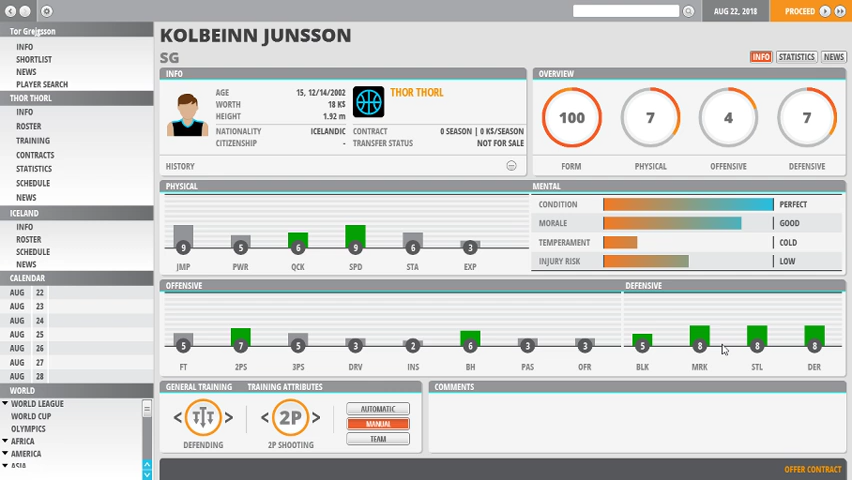 AUG 22, 2018
PROCEED
Tor Grejgsson
INFO
SHORTLIST
NEWS
PLAYER SEARCH
THOR THORL
INFO
ROSTER
TRAINING
CONTRACTS
STATISTICS
SCHEDULE
NEWS
ICELAND
INFO
ROSTER
SCHEDULE
NEWS
CALENDAR
AUG 22
AUG 23
AUG 24
AUG 25
AUG 26
AUG 27
AUG 28
WORLD
WORLD LEAGUE
WORLD CUP
OLYMPICS
AFRICA
AMERICA
ASIA
KOLBEINN JUNSSON
SG
INFO STATISTICS NEWS
INFO
AGE 15, 12/14/2002
WORTH 18 K$
HEIGHT 1.92 m
NATIONALITY ICELANDIC
CITIZENSHIP -
THOR THORL
CONTRACT 0 SEASON | 0 K$/SEASON
TRANSFER STATUS NOT FOR SALE
HISTORY
OVERVIEW
100 7 4 7
FORM PHYSICAL OFFENSIVE DEFENSIVE
PHYSICAL
9 5 6 9 6 3
JMP PWR QCK SPD STA EXP
MENTAL
CONDITION PERFECT
MORALE GOOD
TEMPERAMENT COLD
INJURY RISK LOW
OFFENSIVE
5 7 5 3 2 6 3 3
FT 2PS 3PS DRV INS BH PAS OFR
DEFENSIVE
5 8 8 8
BLK MRK STL DER
GENERAL TRAINING TRAINING ATTRIBUTES
< > < 2P >
DEFENDING 2P SHOOTING
AUTOMATIC
MANUAL
TEAM
COMMENTS
OFFER CONTRACT